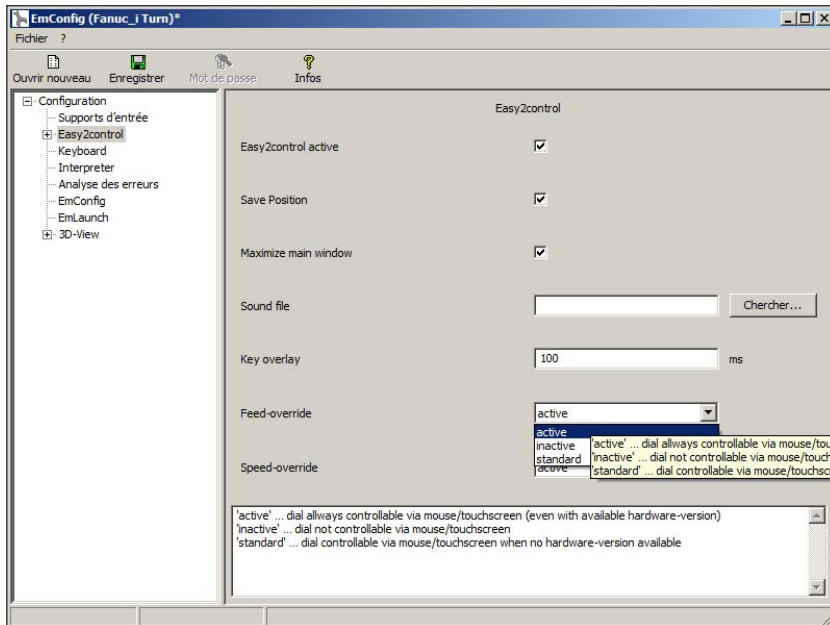 EmConfig (Fanuc_i Turn)*
Fichier ?
Ouvrir nouveau Enregistrer Mot de passe Infos
Configuration
Supports d'entrée
Easy2control
Keyboard
Interpreter
Analyse des erreurs
EmConfig
EmLaunch
3D-View
Easy2control
Easy2control active
Save Position
Maximize main window
Sound file Chercher...
Key overlay 100 ms
Feed-override active
active
inactive
standard
'active' ... dial allways controllable via mouse/tou
'inactive' ... dial not controllable via mouse/touch
'standard' ... dial controllable via mouse/touchsc
Speed-override active
'active' ... dial allways controllable via mouse/touchscreen (even with available hardware-version)
'inactive' ... dial not controllable via mouse/touchscreen
'standard' ... dial controllable via mouse/touchscreen when no hardware-version available